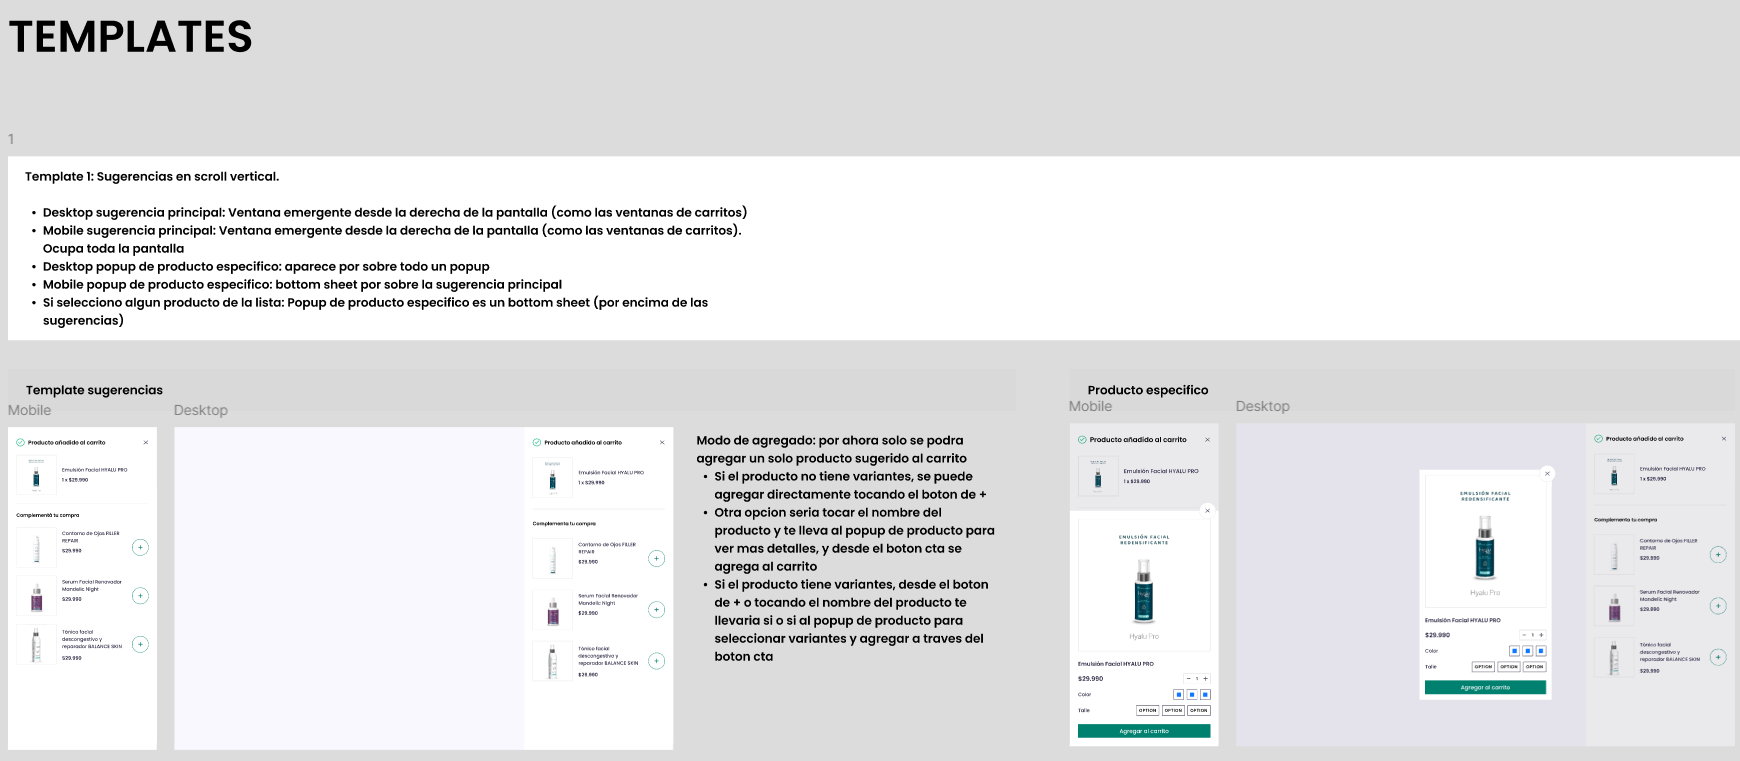 TEMPLATES
1
Template 1: Sugerencias en scroll vertical.
• Desktop sugerencia principal: Ventana emergente desde la derecha de la pantalla (como las ventanas de carritos)
• Mobile sugerencia principal: Ventana emergente desde la derecha de la pantalla (como las ventanas de carritos).
Ocupa toda la pantalla
• Desktop popup de producto especifico: aparece por sobre todo un popup
• Mobile popup de producto especifico: bottom sheet por sobre la sugerencia principal
• Si selecciono algun producto de la lista: Popup de producto especifico es un bottom sheet (por encima de las
sugerencias)
Template sugerencias
Mobile
Producto añadido al carrito
Emulsión Facial HYALU PRO
1 x $29.990
Complementá tu compra
Contorno de Ojos FILLER
REPAIR
$29.990
+
Serum Facial Renovador
Mandelic Night
$29.990
+
Tónico facial
descongestivo y
reparador BALANCE SKIN
$29.990
+
Desktop
Producto añadido al carrito
Emulsión Facial HYALU PRO
1 x $29.990
Complementá tu compra
Contorno de Ojos FILLER
REPAIR
$29.990
+
Serum Facial Renovador
Mandelic Night
$29.990
+
Tónico facial
descongestivo y
reparador BALANCE SKIN
$29.990
+
Modo de agregado: por ahora solo se podra
agregar un solo producto sugerido al carrito
• Si el producto no tiene variantes, se puede
agregar directamente tocando el boton de +
• Otra opcion seria tocar el nombre del
producto y te lleva al popup de producto para
ver mas detalles, y desde el boton cta se
agrega al carrito
• Si el producto tiene variantes, desde el boton
de + o tocando el nombre del producto te
llevaria si o si al popup de producto para
seleccionar variantes y agregar a traves del
boton cta
Producto especifico
Mobile
Producto añadido al carrito
Emulsión Facial HYALU PRO
1 x $29.990
EMULSIÓN FACIAL
REDENSIFICANTE
Hyalu Pro
Emulsión Facial HYALU PRO
$29.990
− 1 +
Color
Talle
OPTION OPTION OPTION
Agregar al carrito
Desktop
Producto añadido al carrito
Emulsión Facial HYALU PRO
1 x $29.990
Complementá tu compra
Contorno de Ojos FILLER
REPAIR
$29.990
+
Serum Facial Renovador
Mandelic Night
$29.990
+
Tónico facial
descongestivo y
reparador BALANCE SKIN
$29.990
+
EMULSIÓN FACIAL
REDENSIFICANTE
Hyalu Pro
Emulsión Facial HYALU PRO
$29.990
− 1 +
Color
Talle
OPTION OPTION OPTION
Agregar al carrito